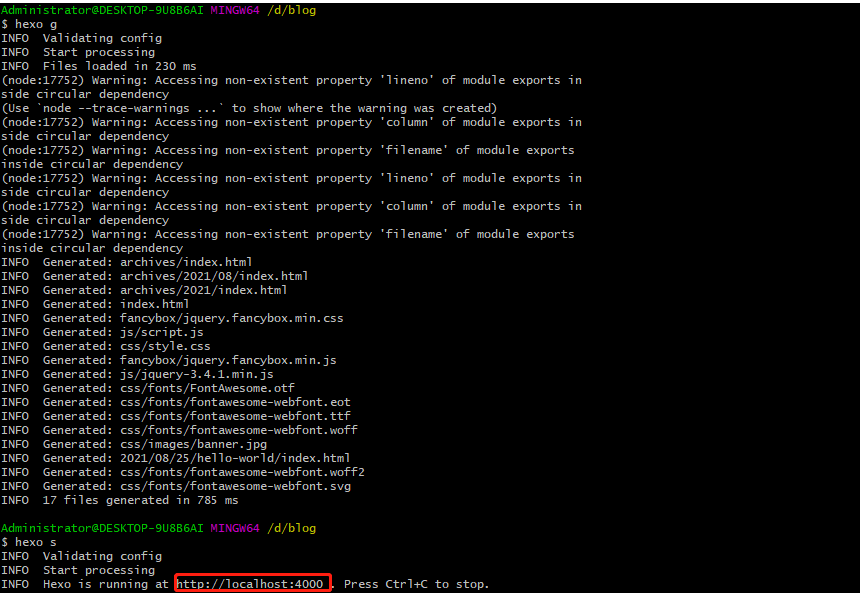 Administrator@DESKTOP-9U8B6AI MINGW64 /d/blog
$ hexo g
INFO  Validating config
INFO  Start processing
INFO  Files loaded in 230 ms
(node:17752) Warning: Accessing non-existent property 'lineno' of module exports in
side circular dependency
(Use `node --trace-warnings ...` to show where the warning was created)
(node:17752) Warning: Accessing non-existent property 'column' of module exports in
side circular dependency
(node:17752) Warning: Accessing non-existent property 'filename' of module exports
inside circular dependency
(node:17752) Warning: Accessing non-existent property 'lineno' of module exports in
side circular dependency
(node:17752) Warning: Accessing non-existent property 'column' of module exports in
side circular dependency
(node:17752) Warning: Accessing non-existent property 'filename' of module exports
inside circular dependency
INFO  Generated: archives/index.html
INFO  Generated: archives/2021/08/index.html
INFO  Generated: archives/2021/index.html
INFO  Generated: index.html
INFO  Generated: fancybox/jquery.fancybox.min.css
INFO  Generated: js/script.js
INFO  Generated: css/style.css
INFO  Generated: fancybox/jquery.fancybox.min.js
INFO  Generated: js/jquery-3.4.1.min.js
INFO  Generated: css/fonts/FontAwesome.otf
INFO  Generated: css/fonts/fontawesome-webfont.eot
INFO  Generated: css/fonts/fontawesome-webfont.ttf
INFO  Generated: css/fonts/fontawesome-webfont.woff
INFO  Generated: css/images/banner.jpg
INFO  Generated: 2021/08/25/hello-world/index.html
INFO  Generated: css/fonts/fontawesome-webfont.woff2
INFO  Generated: css/fonts/fontawesome-webfont.svg
INFO  17 files generated in 785 ms
Administrator@DESKTOP-9U8B6AI MINGW64 /d/blog
$ hexo s
INFO  Validating config
INFO  Start processing
INFO  Hexo is running at http://localhost:4000 . Press Ctrl+C to stop.